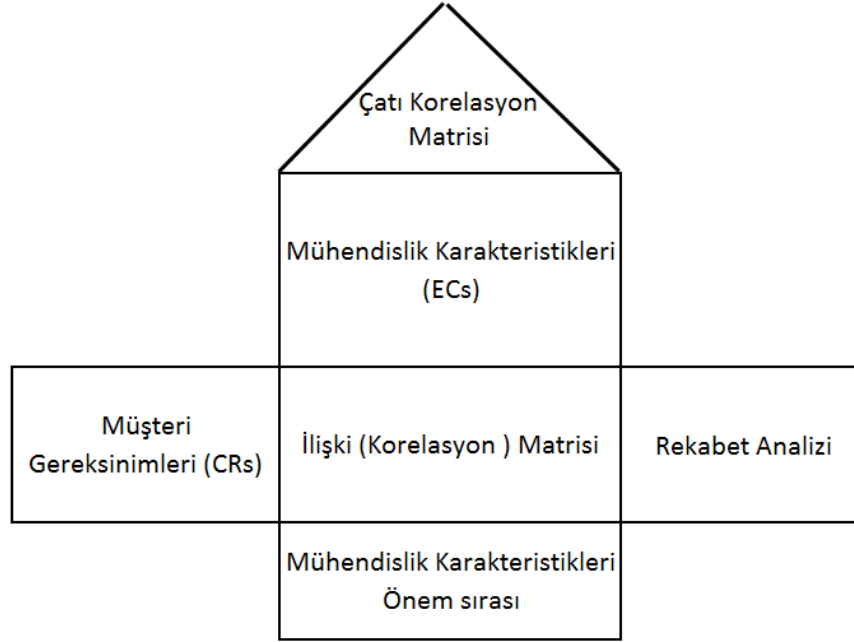 Çatı Korelasyon
Matrisi
Mühendislik Karakteristikleri
(ECs)
Müşteri
Gereksinimleri (CRs)
İlişki (Korelasyon ) Matrisi
Rekabet Analizi
Mühendislik Karakteristikleri
Önem sırası